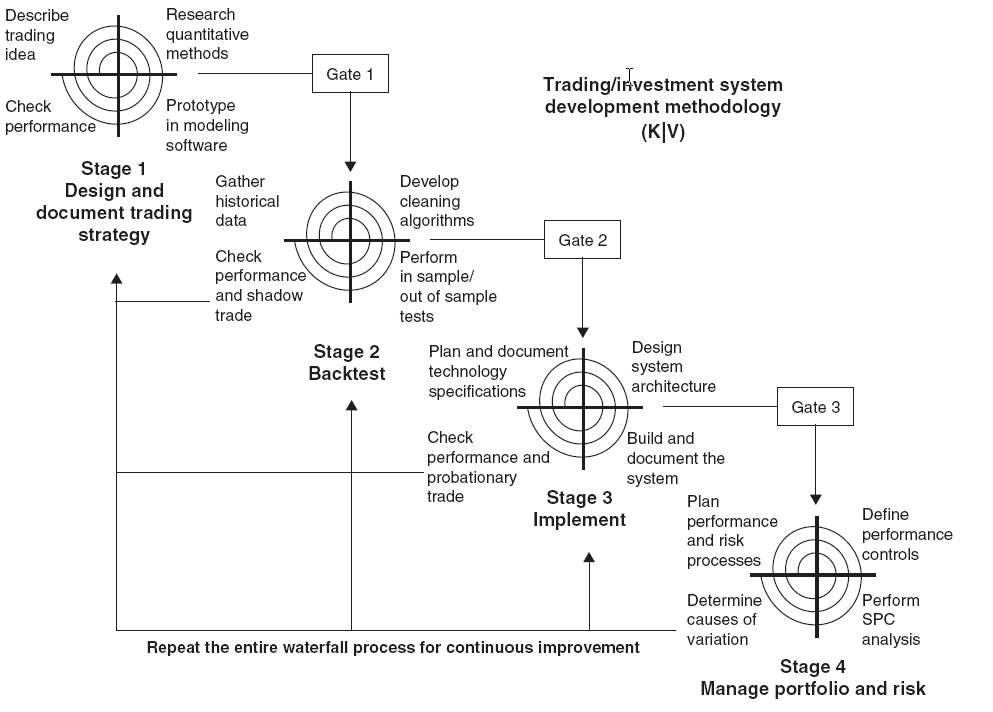 Describe
trading
idea
Research
quantitative
methods
Check
performance
Prototype
in modeling
software
Gate 1
Trading/investment system
development methodology
(K|V)
Stage 1
Design and
document trading
strategy
Gather
historical
data
Develop
cleaning
algorithms
Check
performance
and shadow
trade
Perform
in sample/
out of sample
tests
Gate 2
Stage 2
Backtest
Plan and document
technology
specifications
Design
system
architecture
Check
performance and
probationary
trade
Build and
document the
system
Gate 3
Stage 3
Implement
Plan
performance
and risk
processes
Define
performance
controls
Determine
causes of
variation
Perform
SPC
analysis
Repeat the entire waterfall process for continuous improvement
Stage 4
Manage portfolio and risk